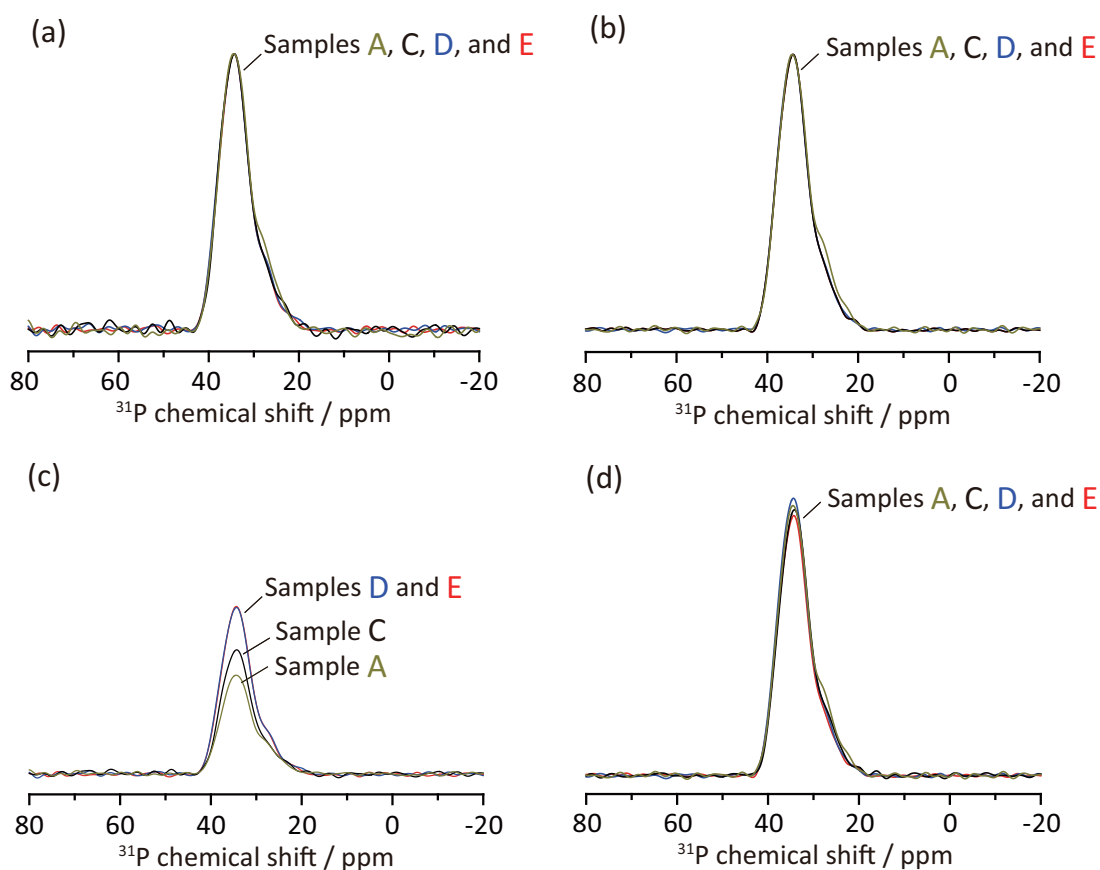 (a)
Samples A, C, D, and E
80 60 40 20 0 -20
31P chemical shift / ppm
(b)
Samples A, C, D, and E
80 60 40 20 0 -20
31P chemical shift / ppm
(c)
Samples D and E
Sample C
Sample A
80 60 40 20 0 -20
31P chemical shift / ppm
(d)
Samples A, C, D, and E
80 60 40 20 0 -20
31P chemical shift / ppm